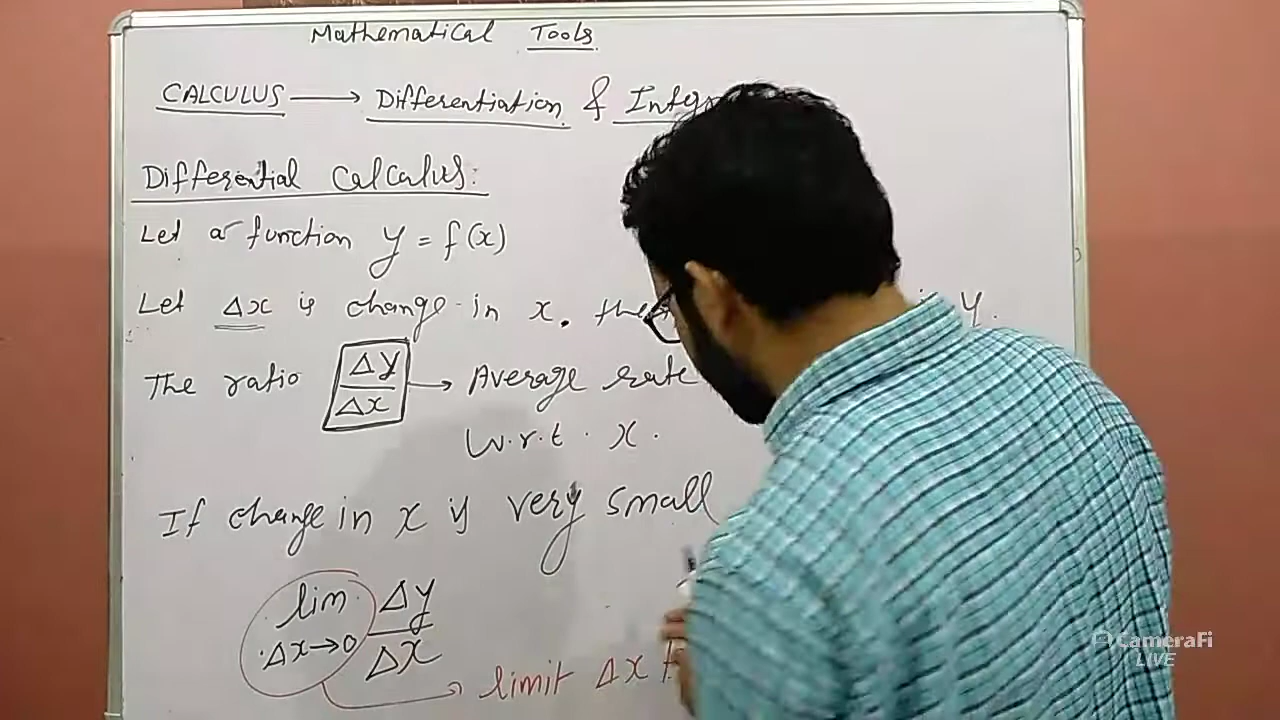 Mathematical Tools
CALCULUS → Differentiation & Integ
Differential Calculus:
Let a function y = f(x)
Let Δx is change in x. the y.
The ratio Δy/Δx → Average rate
w.r.t. x.
If change in x is very small
lim Δx→0 Δy/Δx
limit Δx t
CameraFi
LIVE